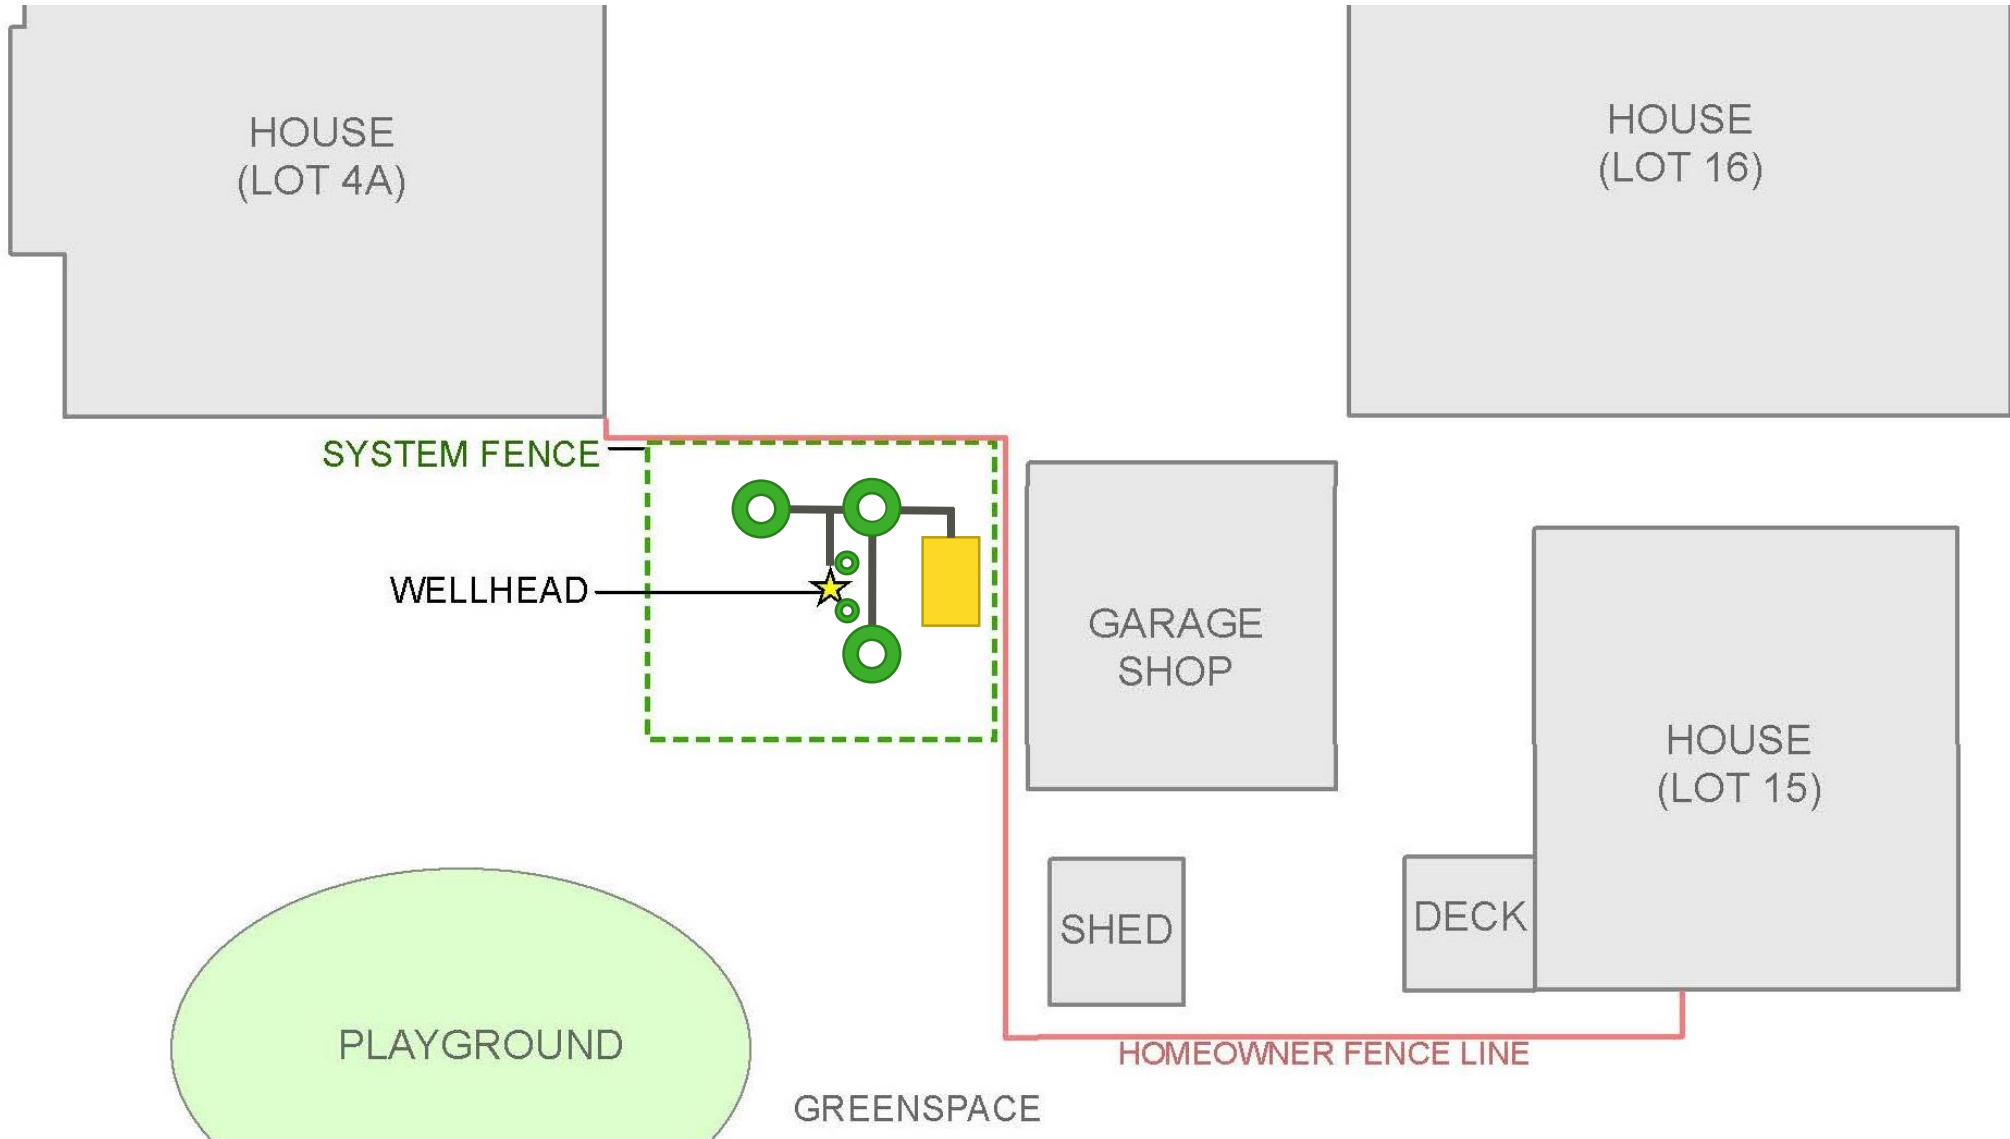 HOUSE
(LOT 4A)
HOUSE
(LOT 16)
SYSTEM FENCE
WELLHEAD
GARAGE
SHOP
HOUSE
(LOT 15)
SHED
DECK
PLAYGROUND
HOMEOWNER FENCE LINE
GREENSPACE